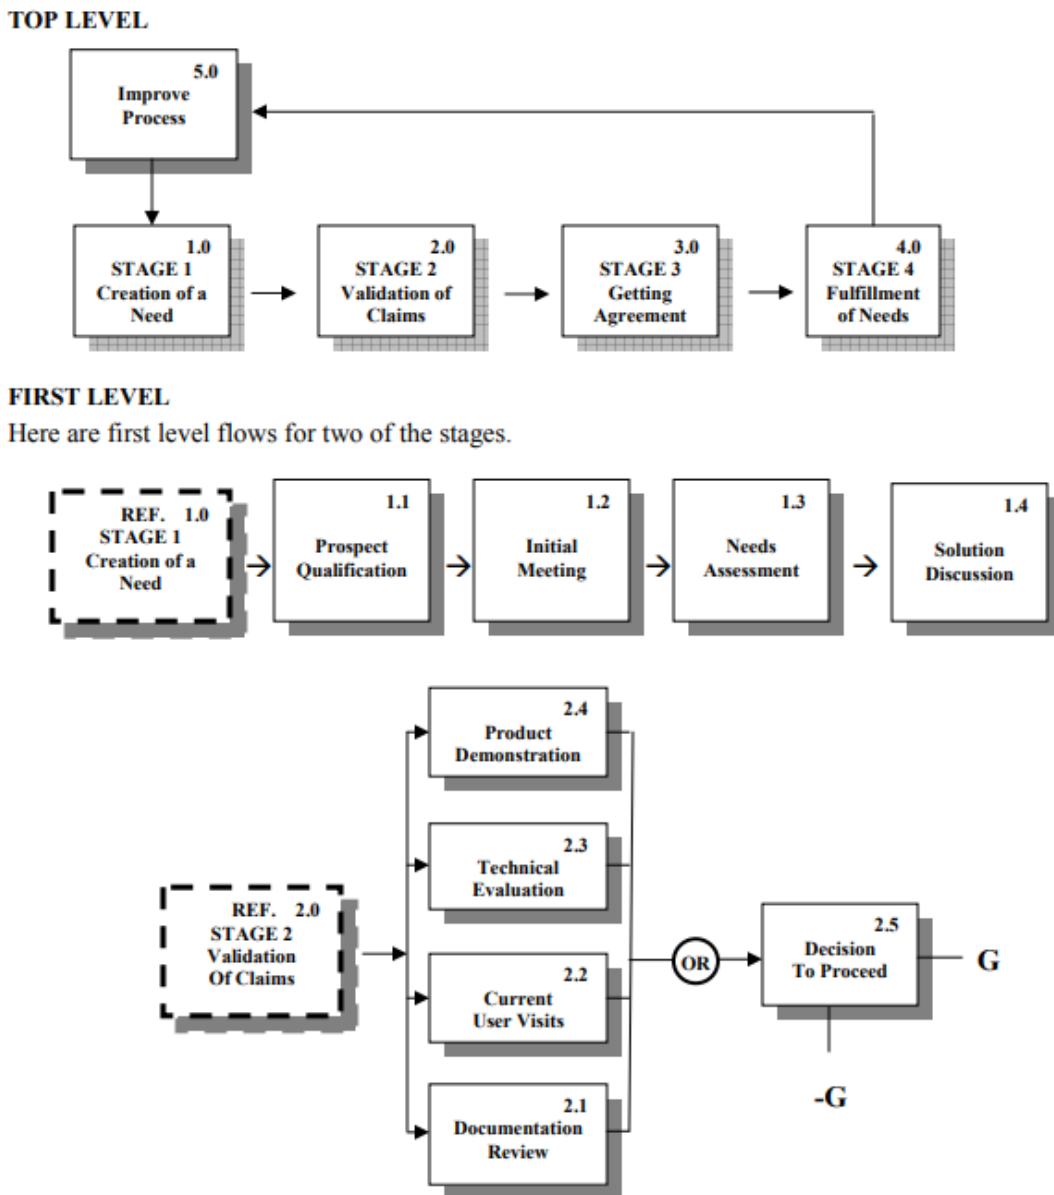 TOP LEVEL
5.0
Improve
Process
1.0
STAGE 1
Creation of a
Need
2.0
STAGE 2
Validation of
Claims
3.0
STAGE 3
Getting
Agreement
4.0
STAGE 4
Fulfillment
of Needs
FIRST LEVEL
Here are first level flows for two of the stages.
REF. 1.0
STAGE 1
Creation of a
Need
1.1
Prospect
Qualification
1.2
Initial
Meeting
1.3
Needs
Assessment
1.4
Solution
Discussion
2.4
Product
Demonstration
2.3
Technical
Evaluation
REF. 2.0
STAGE 2
Validation
Of Claims
2.2
Current
User Visits
2.1
Documentation
Review
OR
2.5
Decision
To Proceed
G
-G